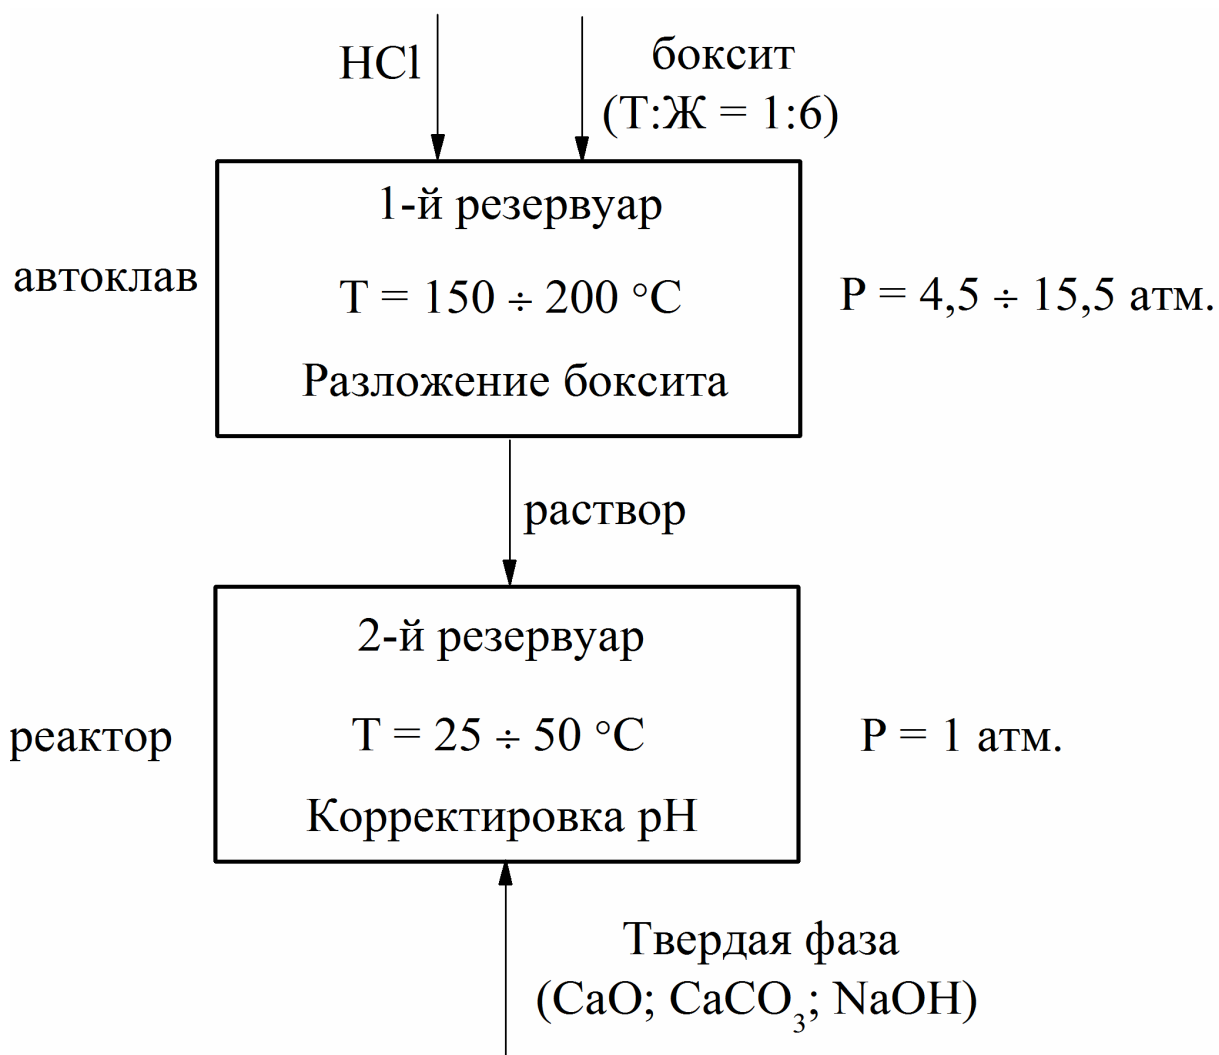 HCl
боксит
(Т:Ж = 1:6)
1-й резервуар
автоклав
T = 150 ÷ 200 °C
P = 4,5 ÷ 15,5 атм.
Разложение боксита
раствор
2-й резервуар
реактор
T = 25 ÷ 50 °C
P = 1 атм.
Корректировка pH
Твердая фаза
(CaO; CaCO₃; NaOH)